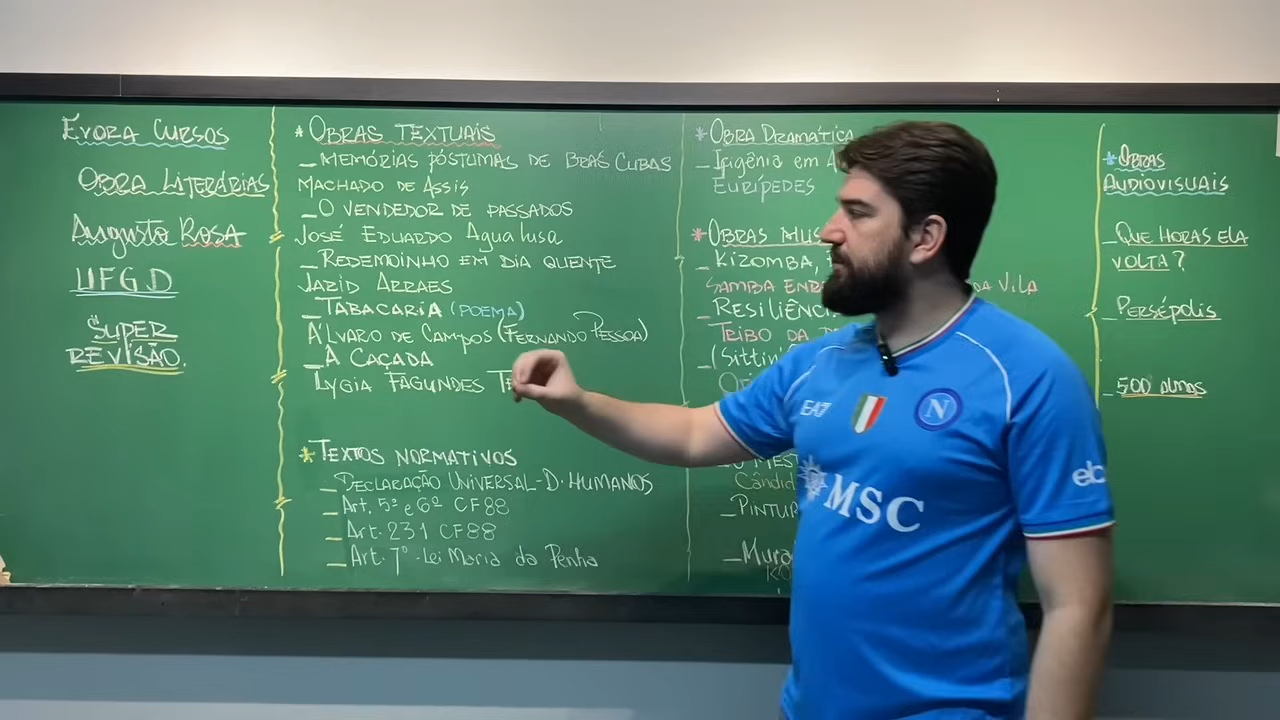 ÉVORA CURSOS
OBRA LITERÁRIAS
Augusto ROSA
UFGD
SUPER
REVISÃO.
* OBRAS TEXTUAIS
_ MEMÓRIAS PÓSTUMAS DE BRÁS CUBAS
MACHADO DE ASSIS
_ O VENDEDOR DE PASSADOS
JOSÉ EDUARDO Agualusa
_ REDEMOINHO EM DIA QUENTE
JARID ARRAES
_ TABACARIA (POEMA)
ÁLVARO DE CAMPOS (FERNANDO PESSOA)
_ A CAÇADA
LYGIA FAGUNDES
* TEXTOS NORMATIVOS
_ DECLARAÇÃO UNIVERSAL-D. HUMANOS
_ Art. 5º e 6º CF88
_ Art. 231 CF88
_ Art. 7º - Lei Maria da Penha
* OBRA DRAMÁTICA
_ Ifigênia em
EURÍPEDES
* OBRAS
_ KIZOMBA,
SAMBA DA VILA
_ RESILIÊNC
TRIBO DA
_ (Sittin'
* OBRAS
AUDIOVISUAIS
_ QUE HORAS ELA
VOLTA?
_ PERSÉPOLIS
_ 500 almas
EA7
N
MSC